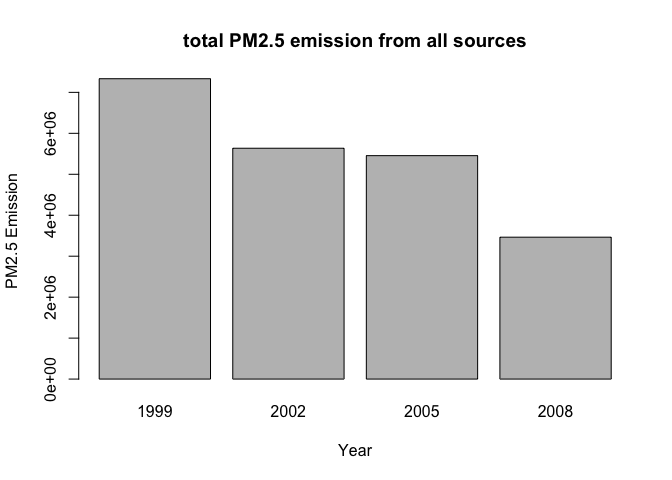 total PM2.5 emission from all sources
PM2.5 Emission
6e+06
4e+06
2e+06
0e+00
1999 2002 2005 2008
Year